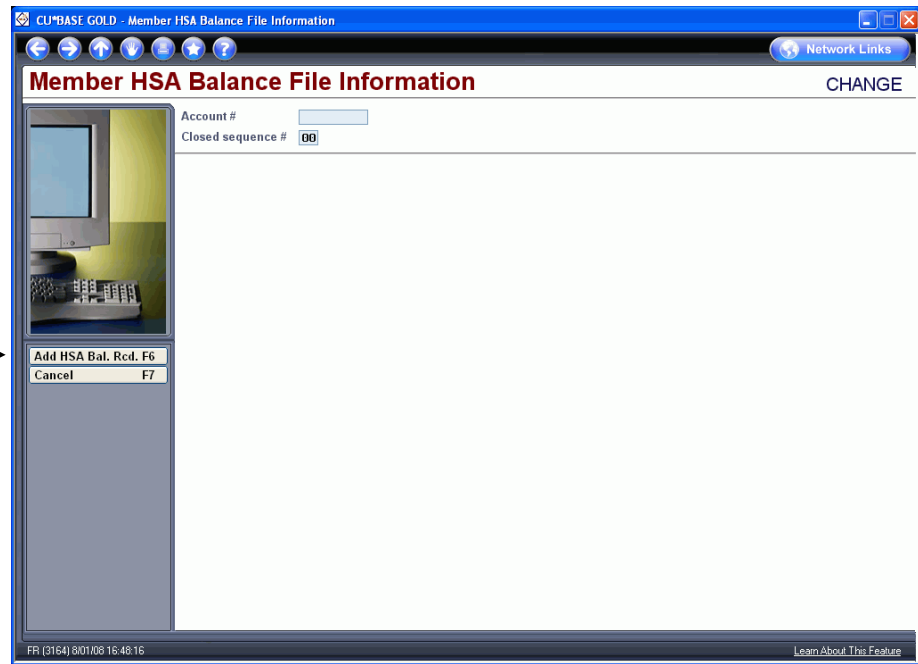 CU*BASE GOLD - Member HSA Balance File Information
Network Links
Member HSA Balance File Information
CHANGE
Account #
Closed sequence # 00
Add HSA Bal. Rcd. F6
Cancel F7
FR (3164) 8/01/08 16:48:16
Learn About This Feature